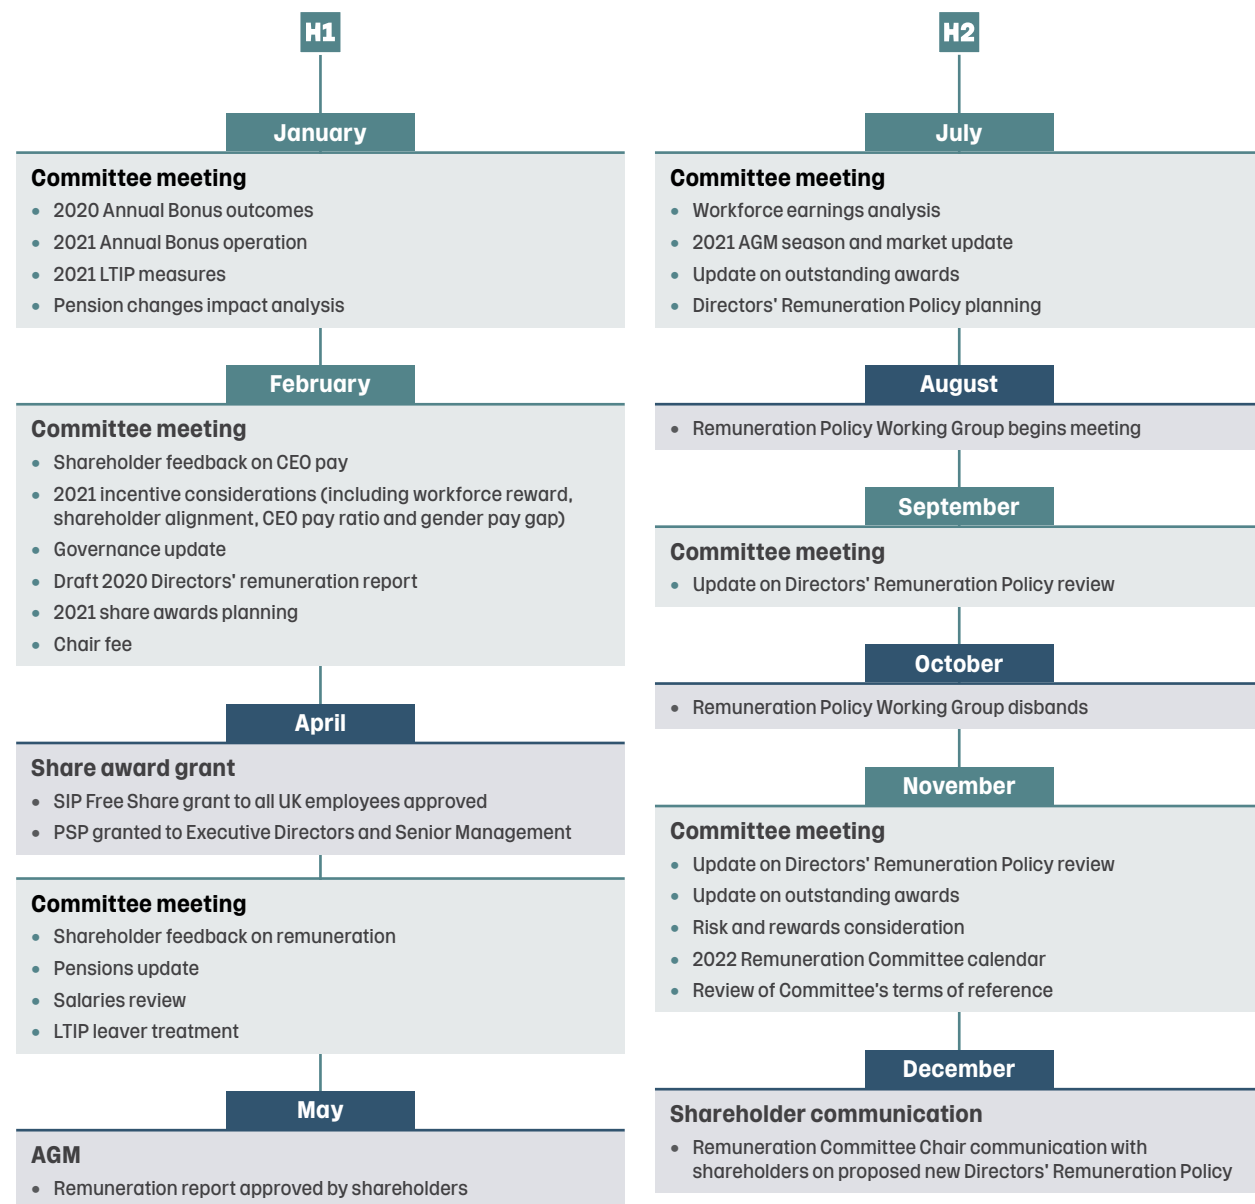 H1
January
Committee meeting
• 2020 Annual Bonus outcomes
• 2021 Annual Bonus operation
• 2021 LTIP measures
• Pension changes impact analysis
February
Committee meeting
• Shareholder feedback on CEO pay
• 2021 incentive considerations (including workforce reward,
shareholder alignment, CEO pay ratio and gender pay gap)
• Governance update
• Draft 2020 Directors' remuneration report
• 2021 share awards planning
• Chair fee
April
Share award grant
• SIP Free Share grant to all UK employees approved
• PSP granted to Executive Directors and Senior Management
Committee meeting
• Shareholder feedback on remuneration
• Pensions update
• Salaries review
• LTIP leaver treatment
May
AGM
• Remuneration report approved by shareholders
H2
July
Committee meeting
• Workforce earnings analysis
• 2021 AGM season and market update
• Update on outstanding awards
• Directors' Remuneration Policy planning
August
• Remuneration Policy Working Group begins meeting
September
Committee meeting
• Update on Directors' Remuneration Policy review
October
• Remuneration Policy Working Group disbands
November
Committee meeting
• Update on Directors' Remuneration Policy review
• Update on outstanding awards
• Risk and rewards consideration
• 2022 Remuneration Committee calendar
• Review of Committee's terms of reference
December
Shareholder communication
• Remuneration Committee Chair communication with
shareholders on proposed new Directors' Remuneration Policy